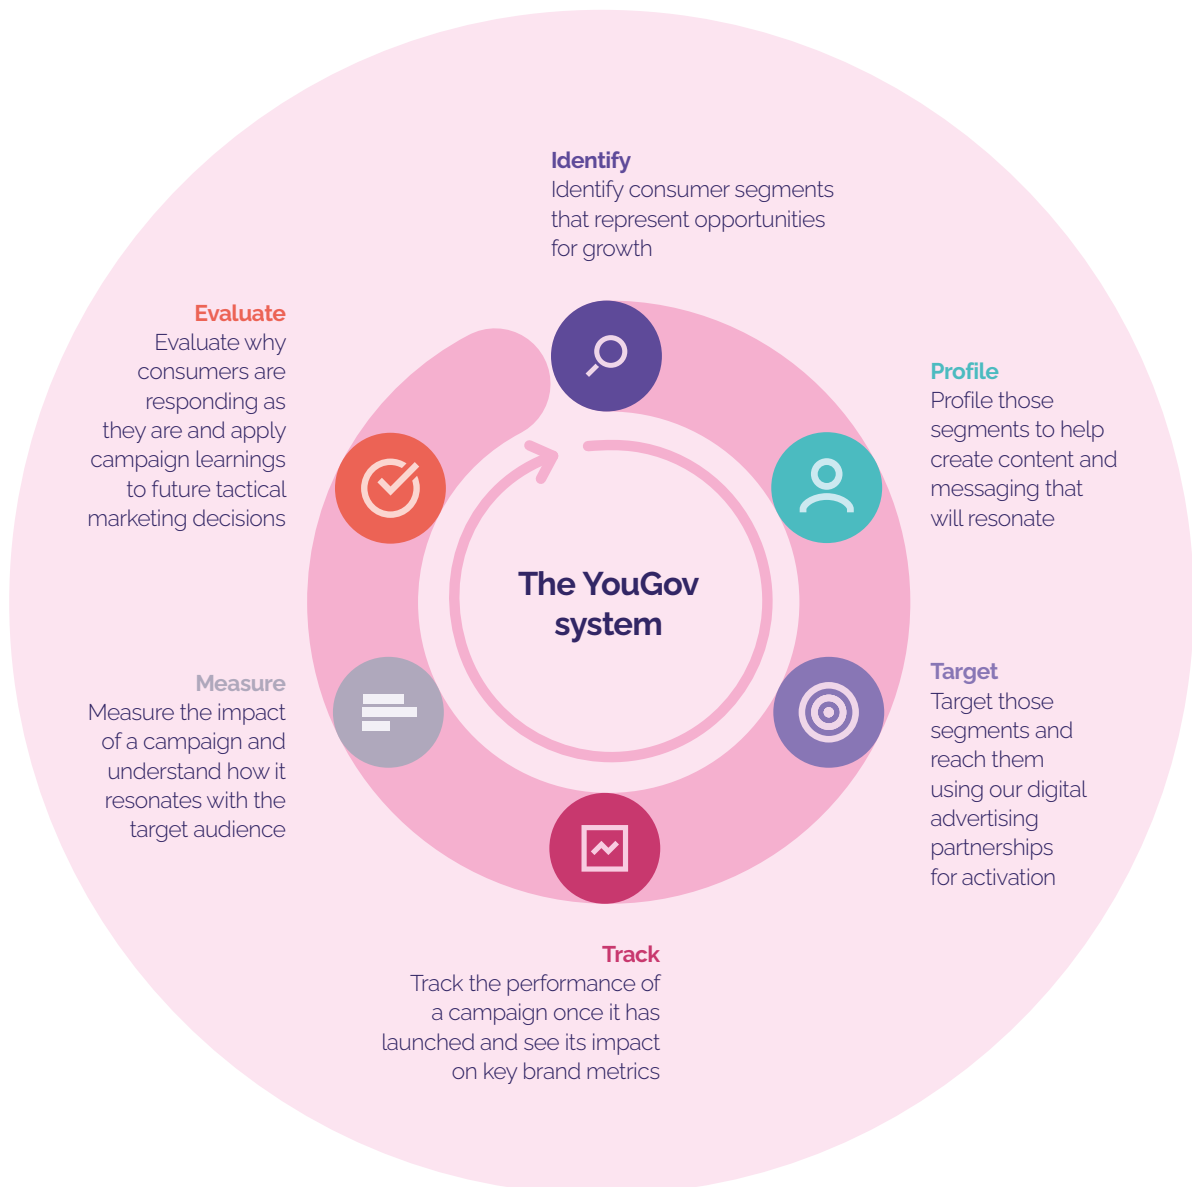 Identify
Identify consumer segments
that represent opportunities
for growth
Profile
Profile those
segments to help
create content and
messaging that
will resonate
Target
Target those
segments and
reach them
using our digital
advertising
partnerships
for activation
Track
Track the performance of
a campaign once it has
launched and see its impact
on key brand metrics
Measure
Measure the impact
of a campaign and
understand how it
resonates with the
target audience
Evaluate
Evaluate why
consumers are
responding as
they are and apply
campaign learnings
to future tactical
marketing decisions
The YouGov
system